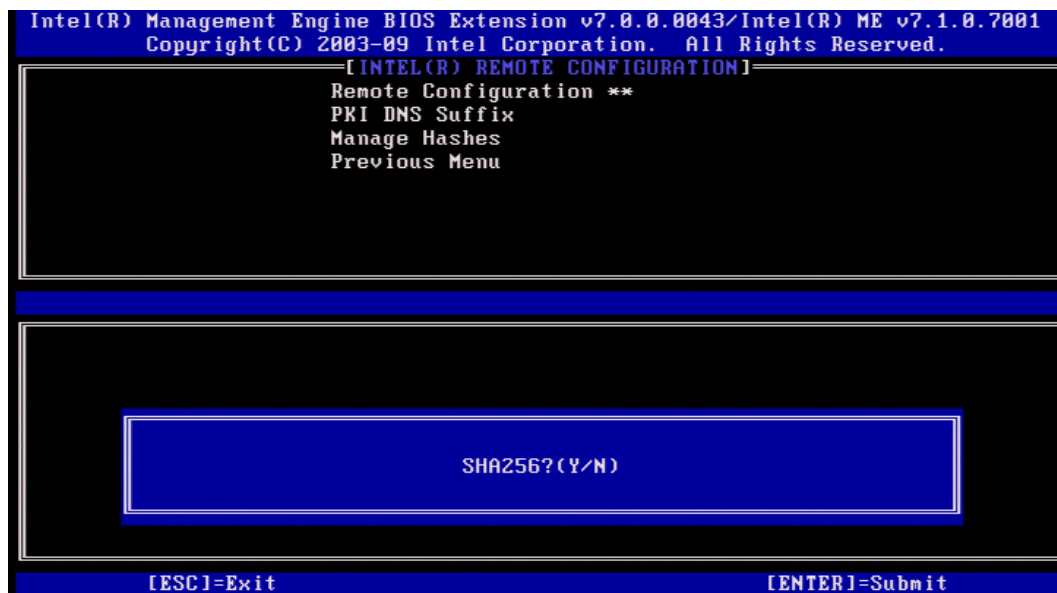 Intel(R) Management Engine BIOS Extension v7.0.0.0043/Intel(R) ME v7.1.0.7001
Copyright(C) 2003-09 Intel Corporation. All Rights Reserved.
[INTEL(R) REMOTE CONFIGURATION]
Remote Configuration **
PKI DNS Suffix
Manage Hashes
Previous Menu
SHA256?(Y/N)
[ESC]=Exit [ENTER]=Submit